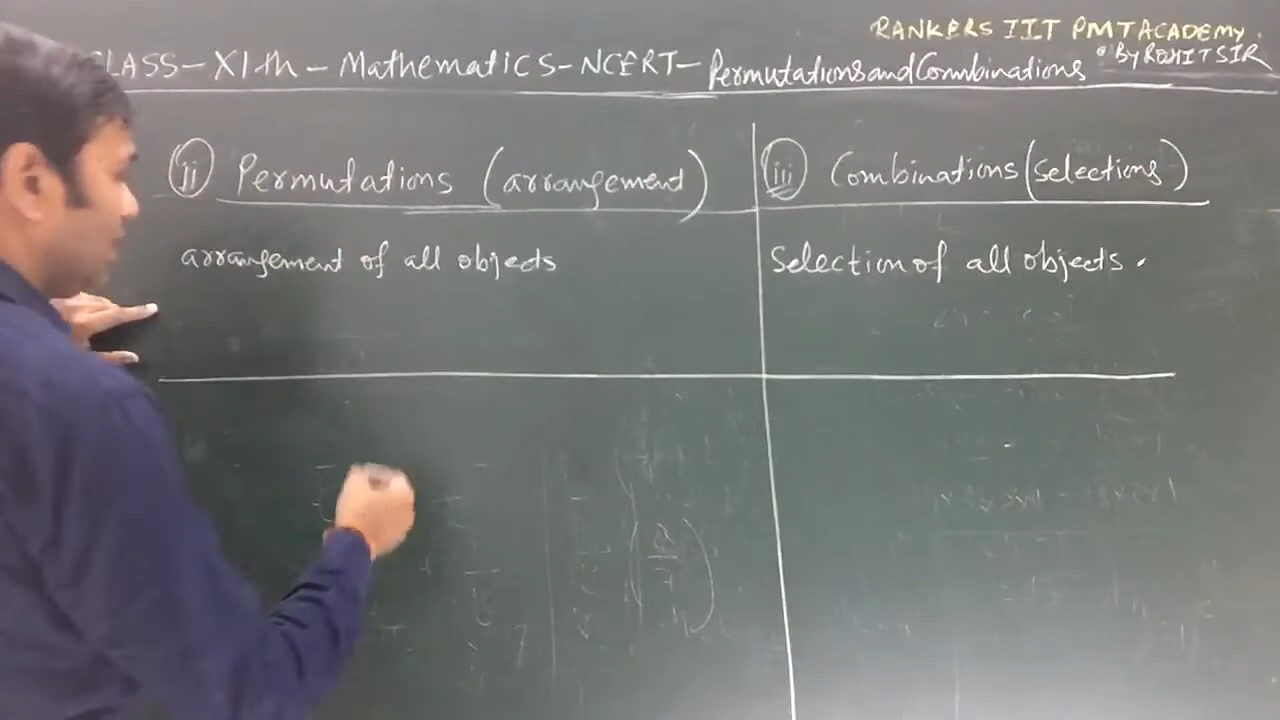 RANKERS IIT PMT ACADEMY.
CLASS-XI-th-Mathematics-NCERT-Permutations and Combinations
By ROHIT SIR
(ii) Permutations (arrangement)
(iii) Combinations (selections)
arrangement of all objects
Selection of all objects.